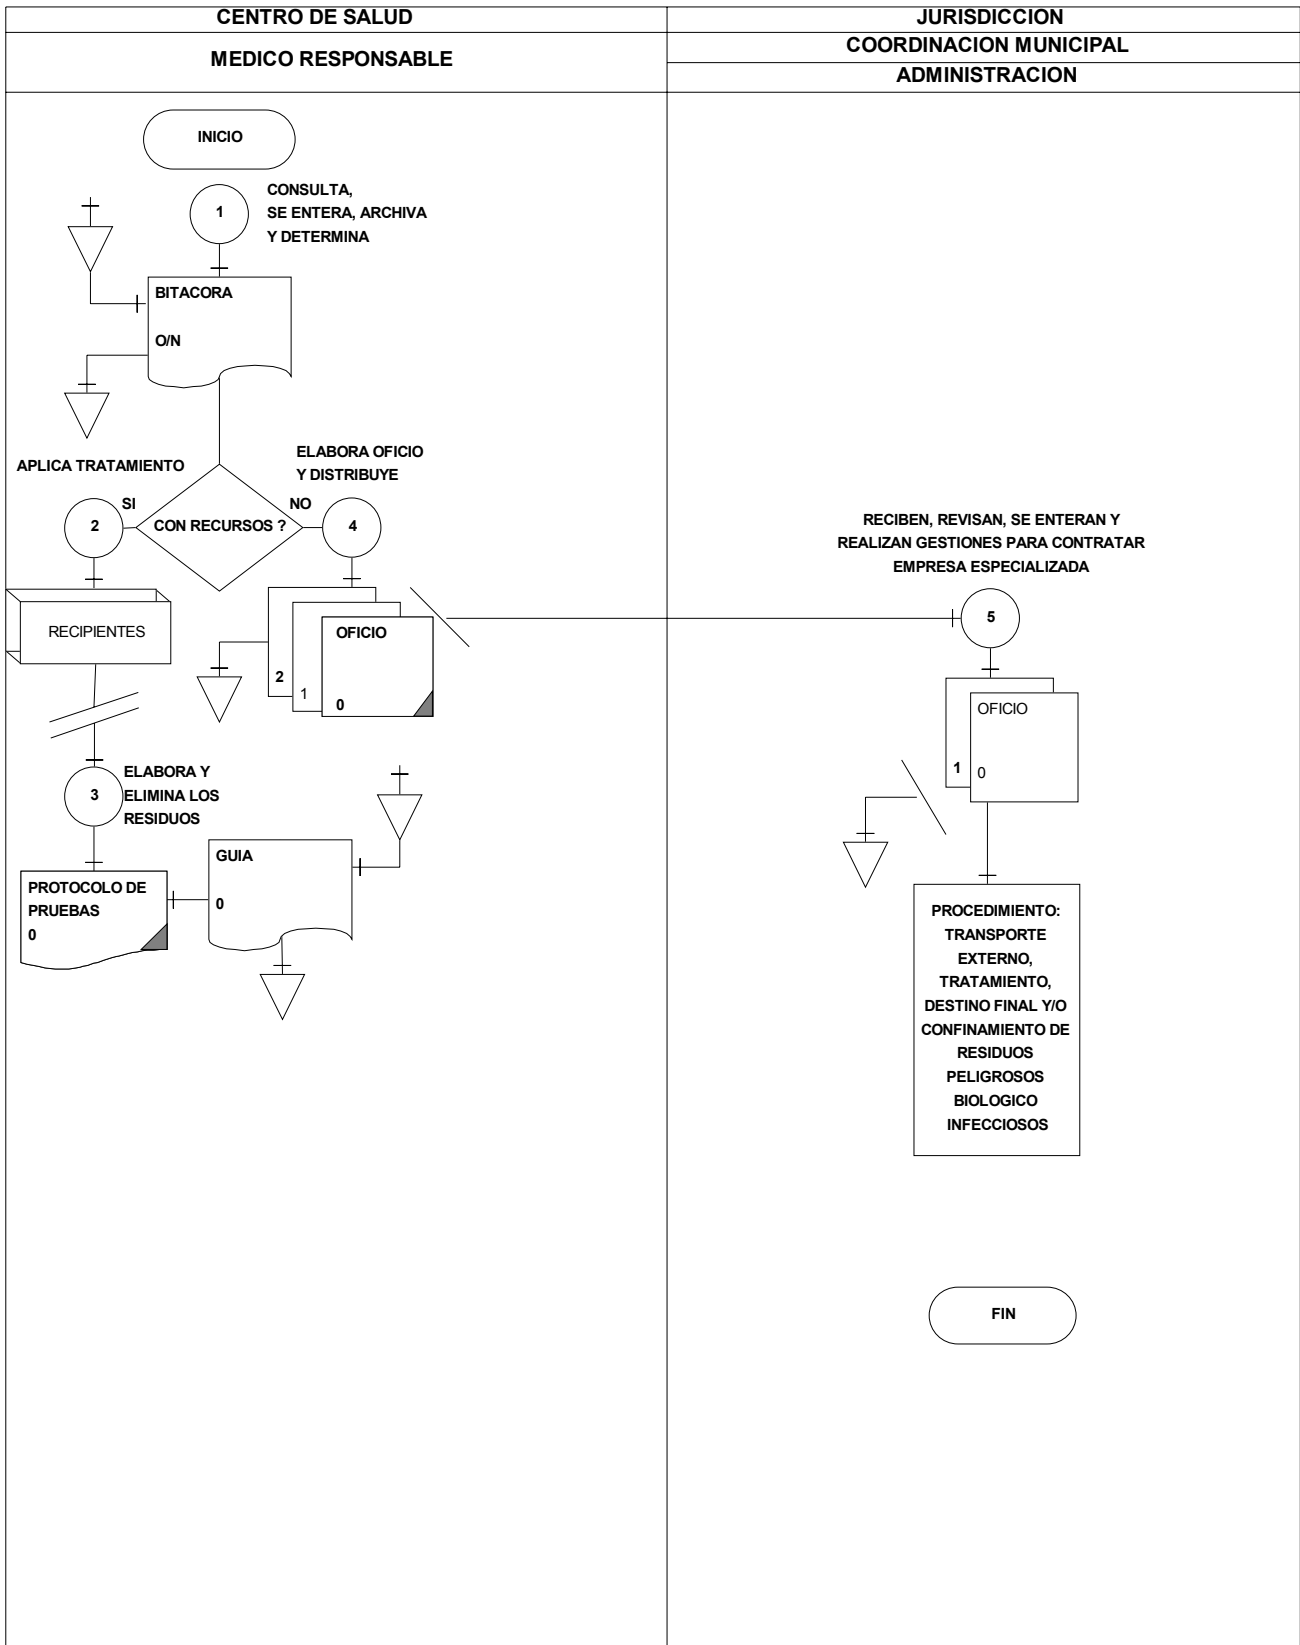 CENTRO DE SALUD
JURISDICCION
MEDICO RESPONSABLE
COORDINACION MUNICIPAL
ADMINISTRACION
INICIO
1
CONSULTA,
SE ENTERA, ARCHIVA
Y DETERMINA
BITACORA
O/N
APLICA TRATAMIENTO
ELABORA OFICIO
Y DISTRIBUYE
SI
NO
2
CON RECURSOS ?
4
RECIPIENTES
OFICIO
2
1
0
3
ELABORA Y
ELIMINA LOS
RESIDUOS
PROTOCOLO DE
PRUEBAS
0
GUIA
0
RECIBEN, REVISAN, SE ENTERAN Y
REALIZAN GESTIONES PARA CONTRATAR
EMPRESA ESPECIALIZADA
5
OFICIO
1
0
PROCEDIMIENTO:
TRANSPORTE
EXTERNO,
TRATAMIENTO,
DESTINO FINAL Y/O
CONFINAMIENTO DE
RESIDUOS
PELIGROSOS
BIOLOGICO
INFECCIOSOS
FIN